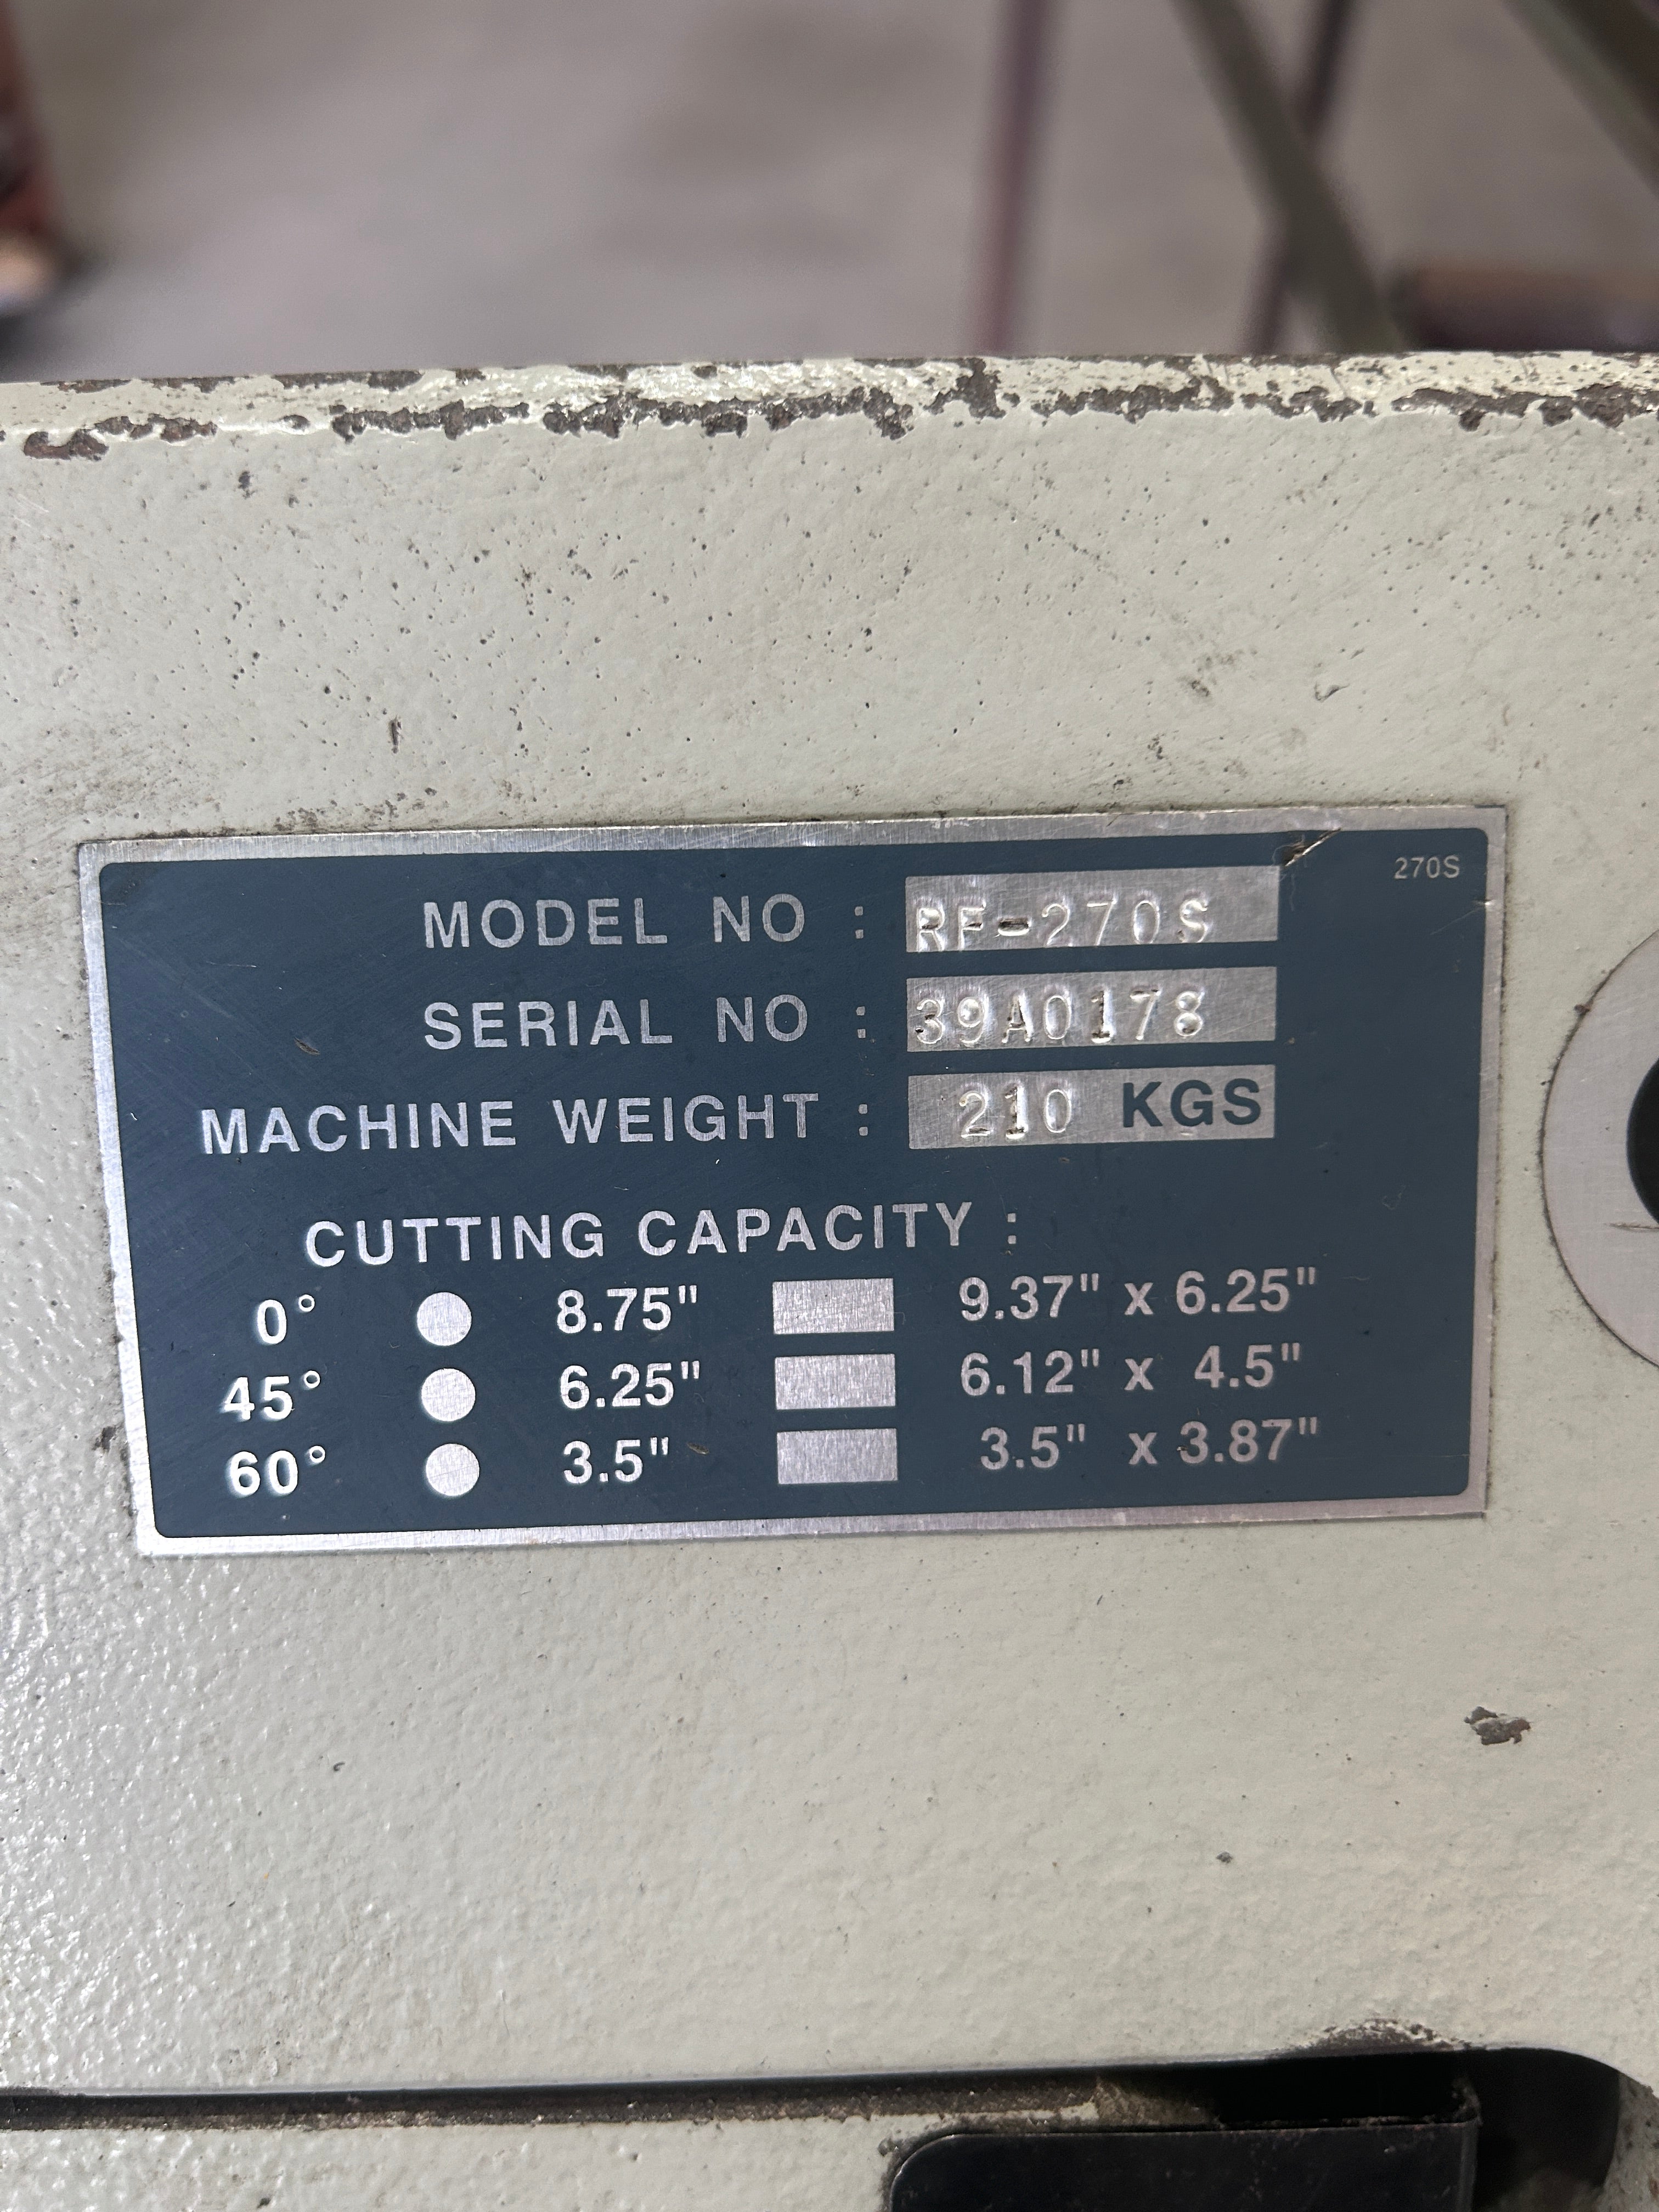 270S
MODEL NO : RF-270S
SERIAL NO : 39A0178
MACHINE WEIGHT : 210 KGS
CUTTING CAPACITY :
0° 8.75" 9.37" x 6.25"
45° 6.25" 6.12" x 4.5"
60° 3.5" 3.5" x 3.87"